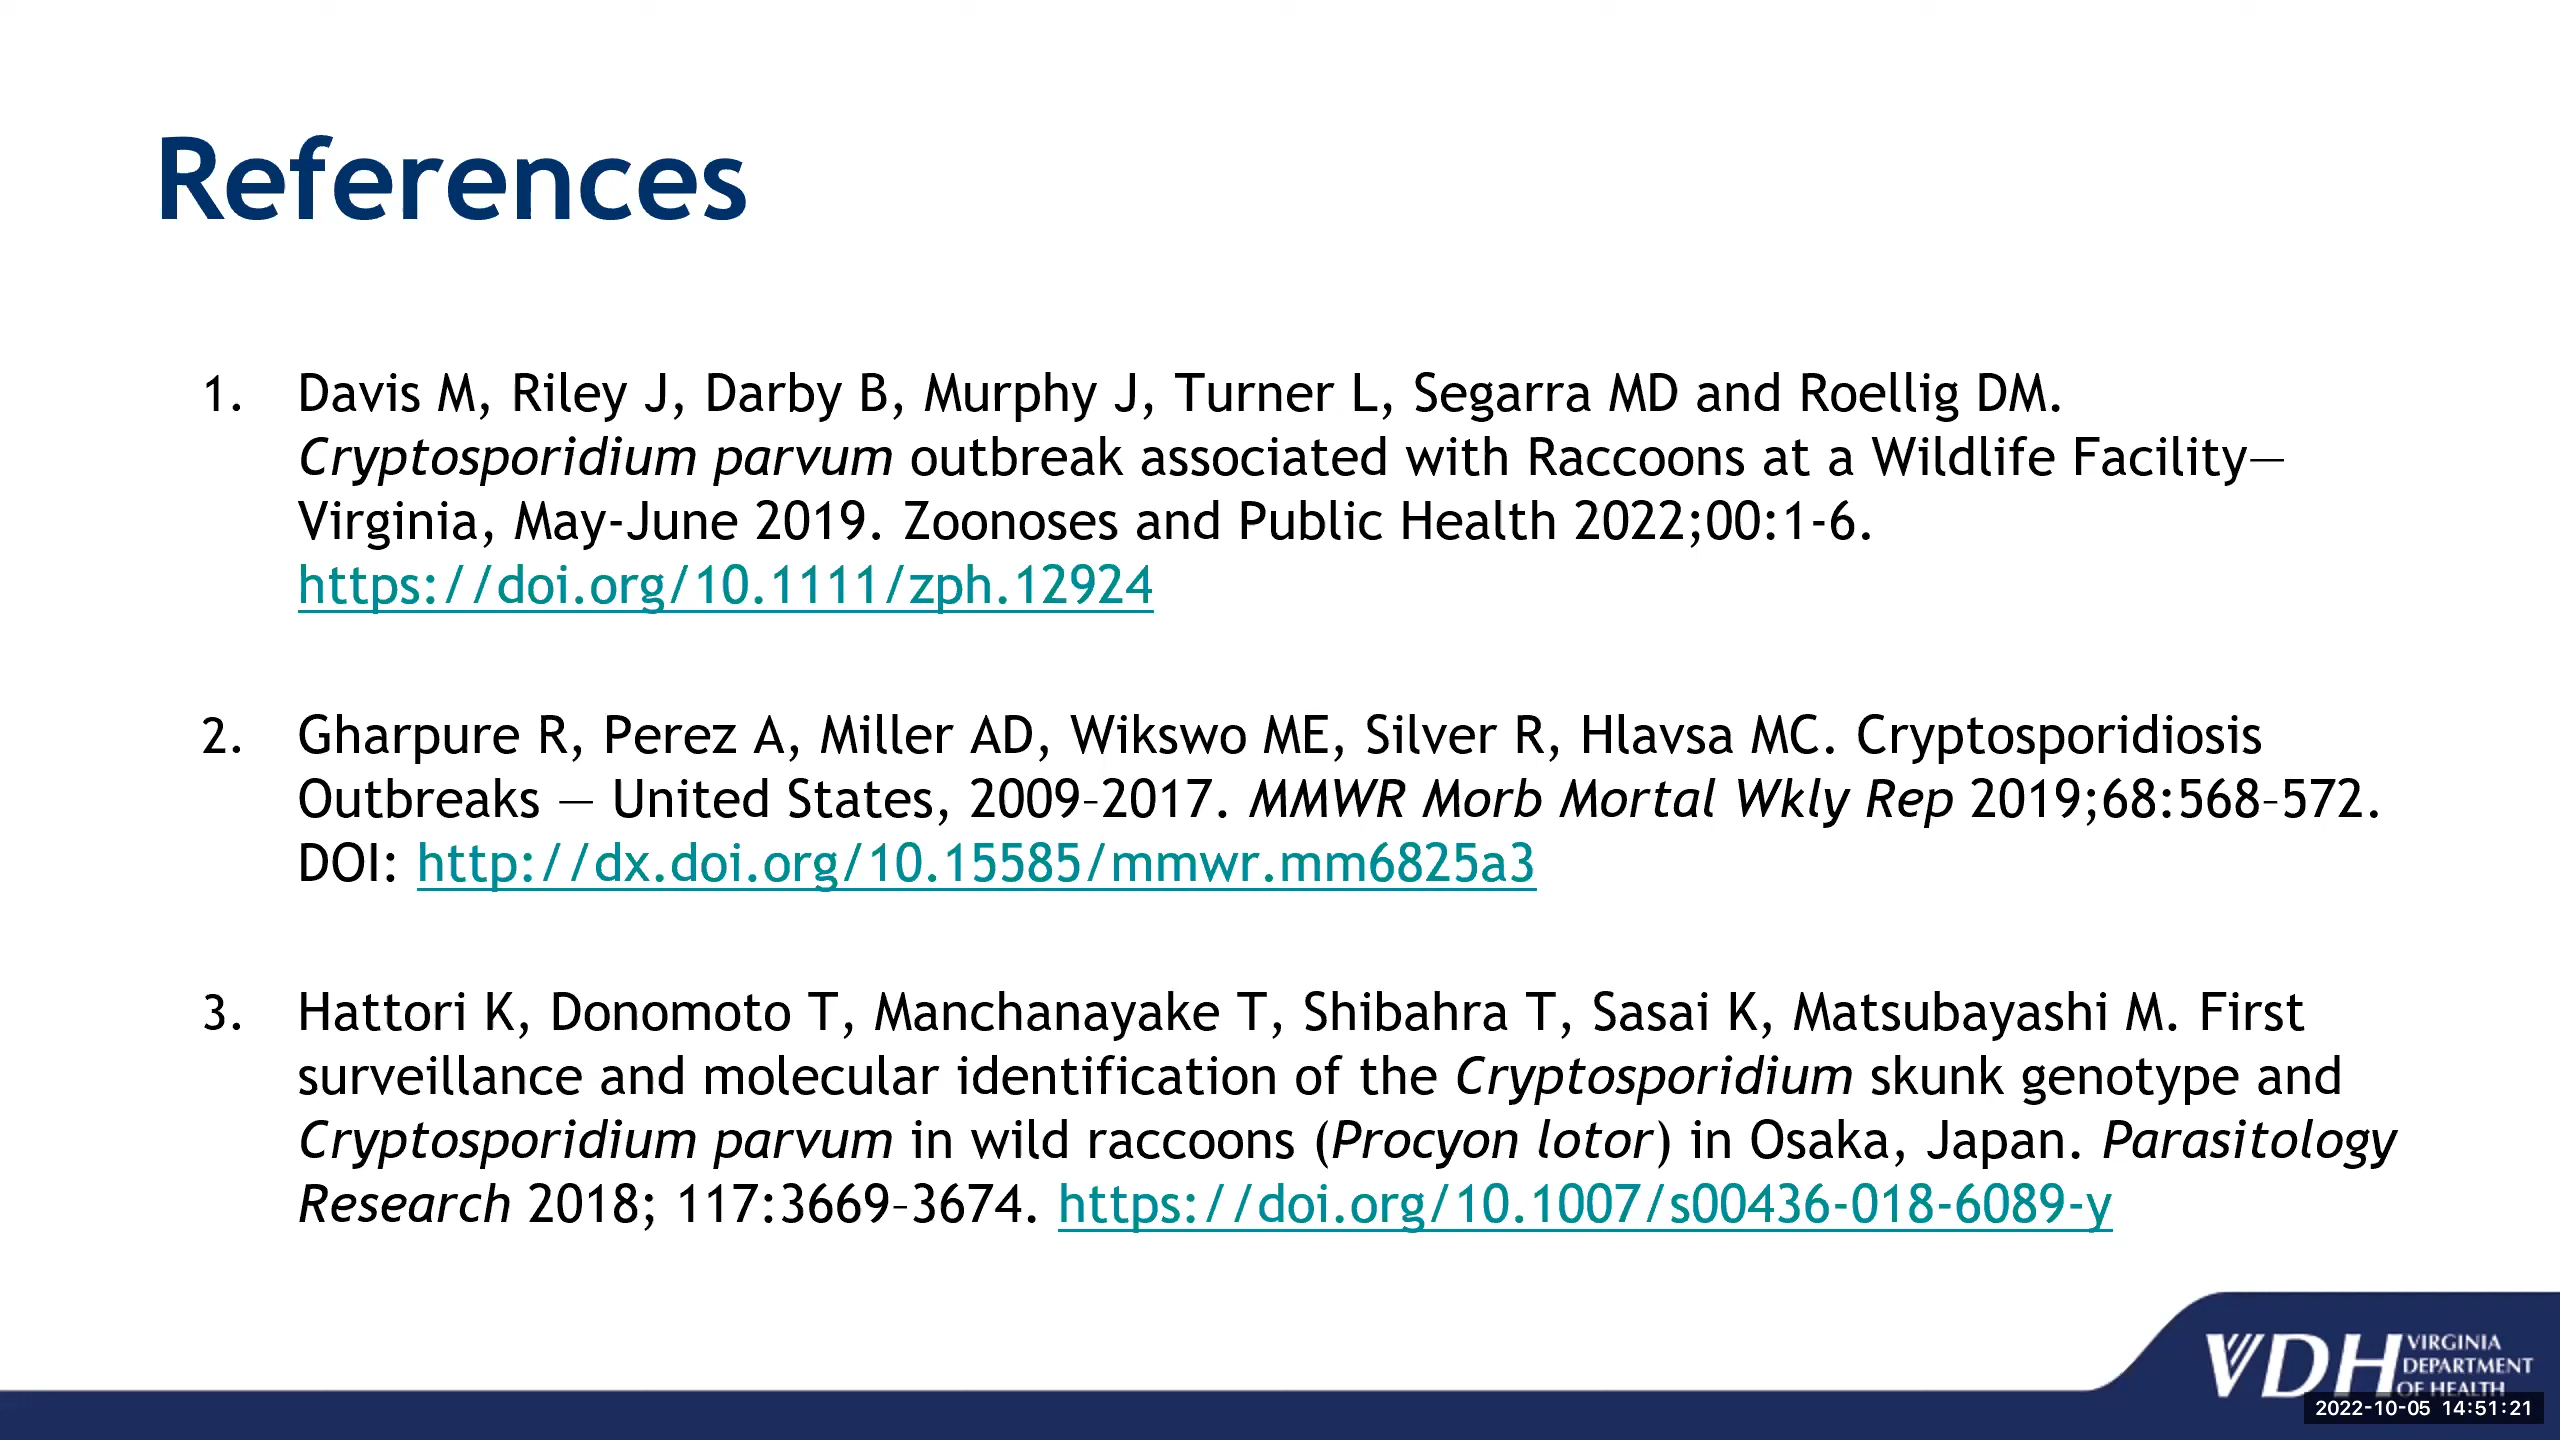 References
1. Davis M, Riley J, Darby B, Murphy J, Turner L, Segarra MD and Roellig DM.
Cryptosporidium parvum outbreak associated with Raccoons at a Wildlife Facility—
Virginia, May-June 2019. Zoonoses and Public Health 2022;00:1-6.
https://doi.org/10.1111/zph.12924
2. Gharpure R, Perez A, Miller AD, Wikswo ME, Silver R, Hlavsa MC. Cryptosporidiosis
Outbreaks — United States, 2009–2017. MMWR Morb Mortal Wkly Rep 2019;68:568–572.
DOI: http://dx.doi.org/10.15585/mmwr.mm6825a3
3. Hattori K, Donomoto T, Manchanayake T, Shibahra T, Sasai K, Matsubayashi M. First
surveillance and molecular identification of the Cryptosporidium skunk genotype and
Cryptosporidium parvum in wild raccoons (Procyon lotor) in Osaka, Japan. Parasitology
Research 2018; 117:3669–3674. https://doi.org/10.1007/s00436-018-6089-y
VDH VIRGINIA
DEPARTMENT
OF HEALTH
2022-10-05 14:51:21